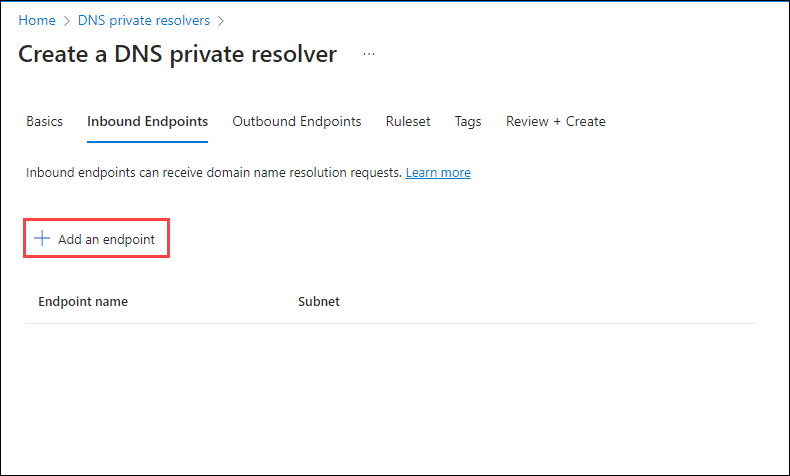 Home > DNS private resolvers >
Create a DNS private resolver ...
Basics Inbound Endpoints Outbound Endpoints Ruleset Tags Review + Create
Inbound endpoints can receive domain name resolution requests. Learn more
+ Add an endpoint
Endpoint name Subnet